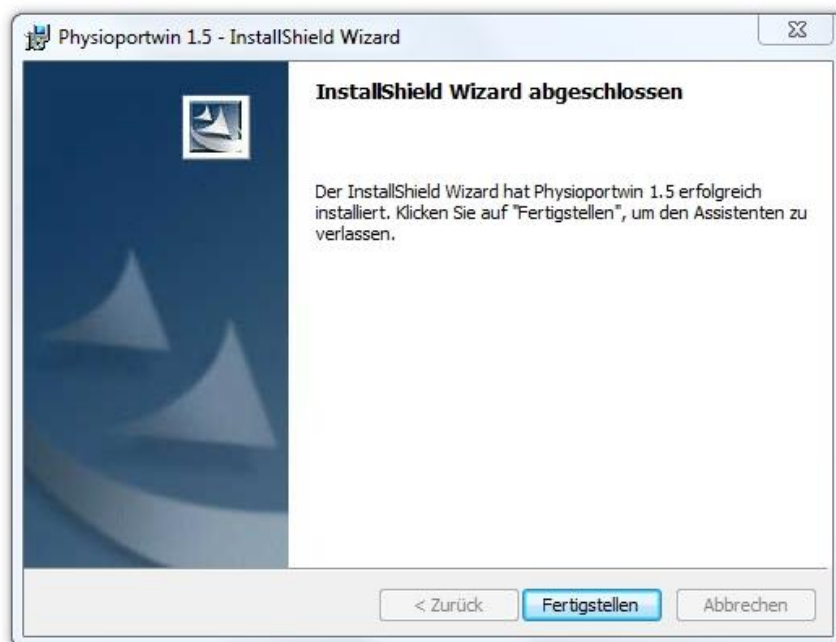 Physioportwin 1.5 - InstallShield Wizard
InstallShield Wizard abgeschlossen
Der InstallShield Wizard hat Physioportwin 1.5 erfolgreich
installiert. Klicken Sie auf "Fertigstellen", um den Assistenten zu
verlassen.
< Zurück Fertigstellen Abbrechen